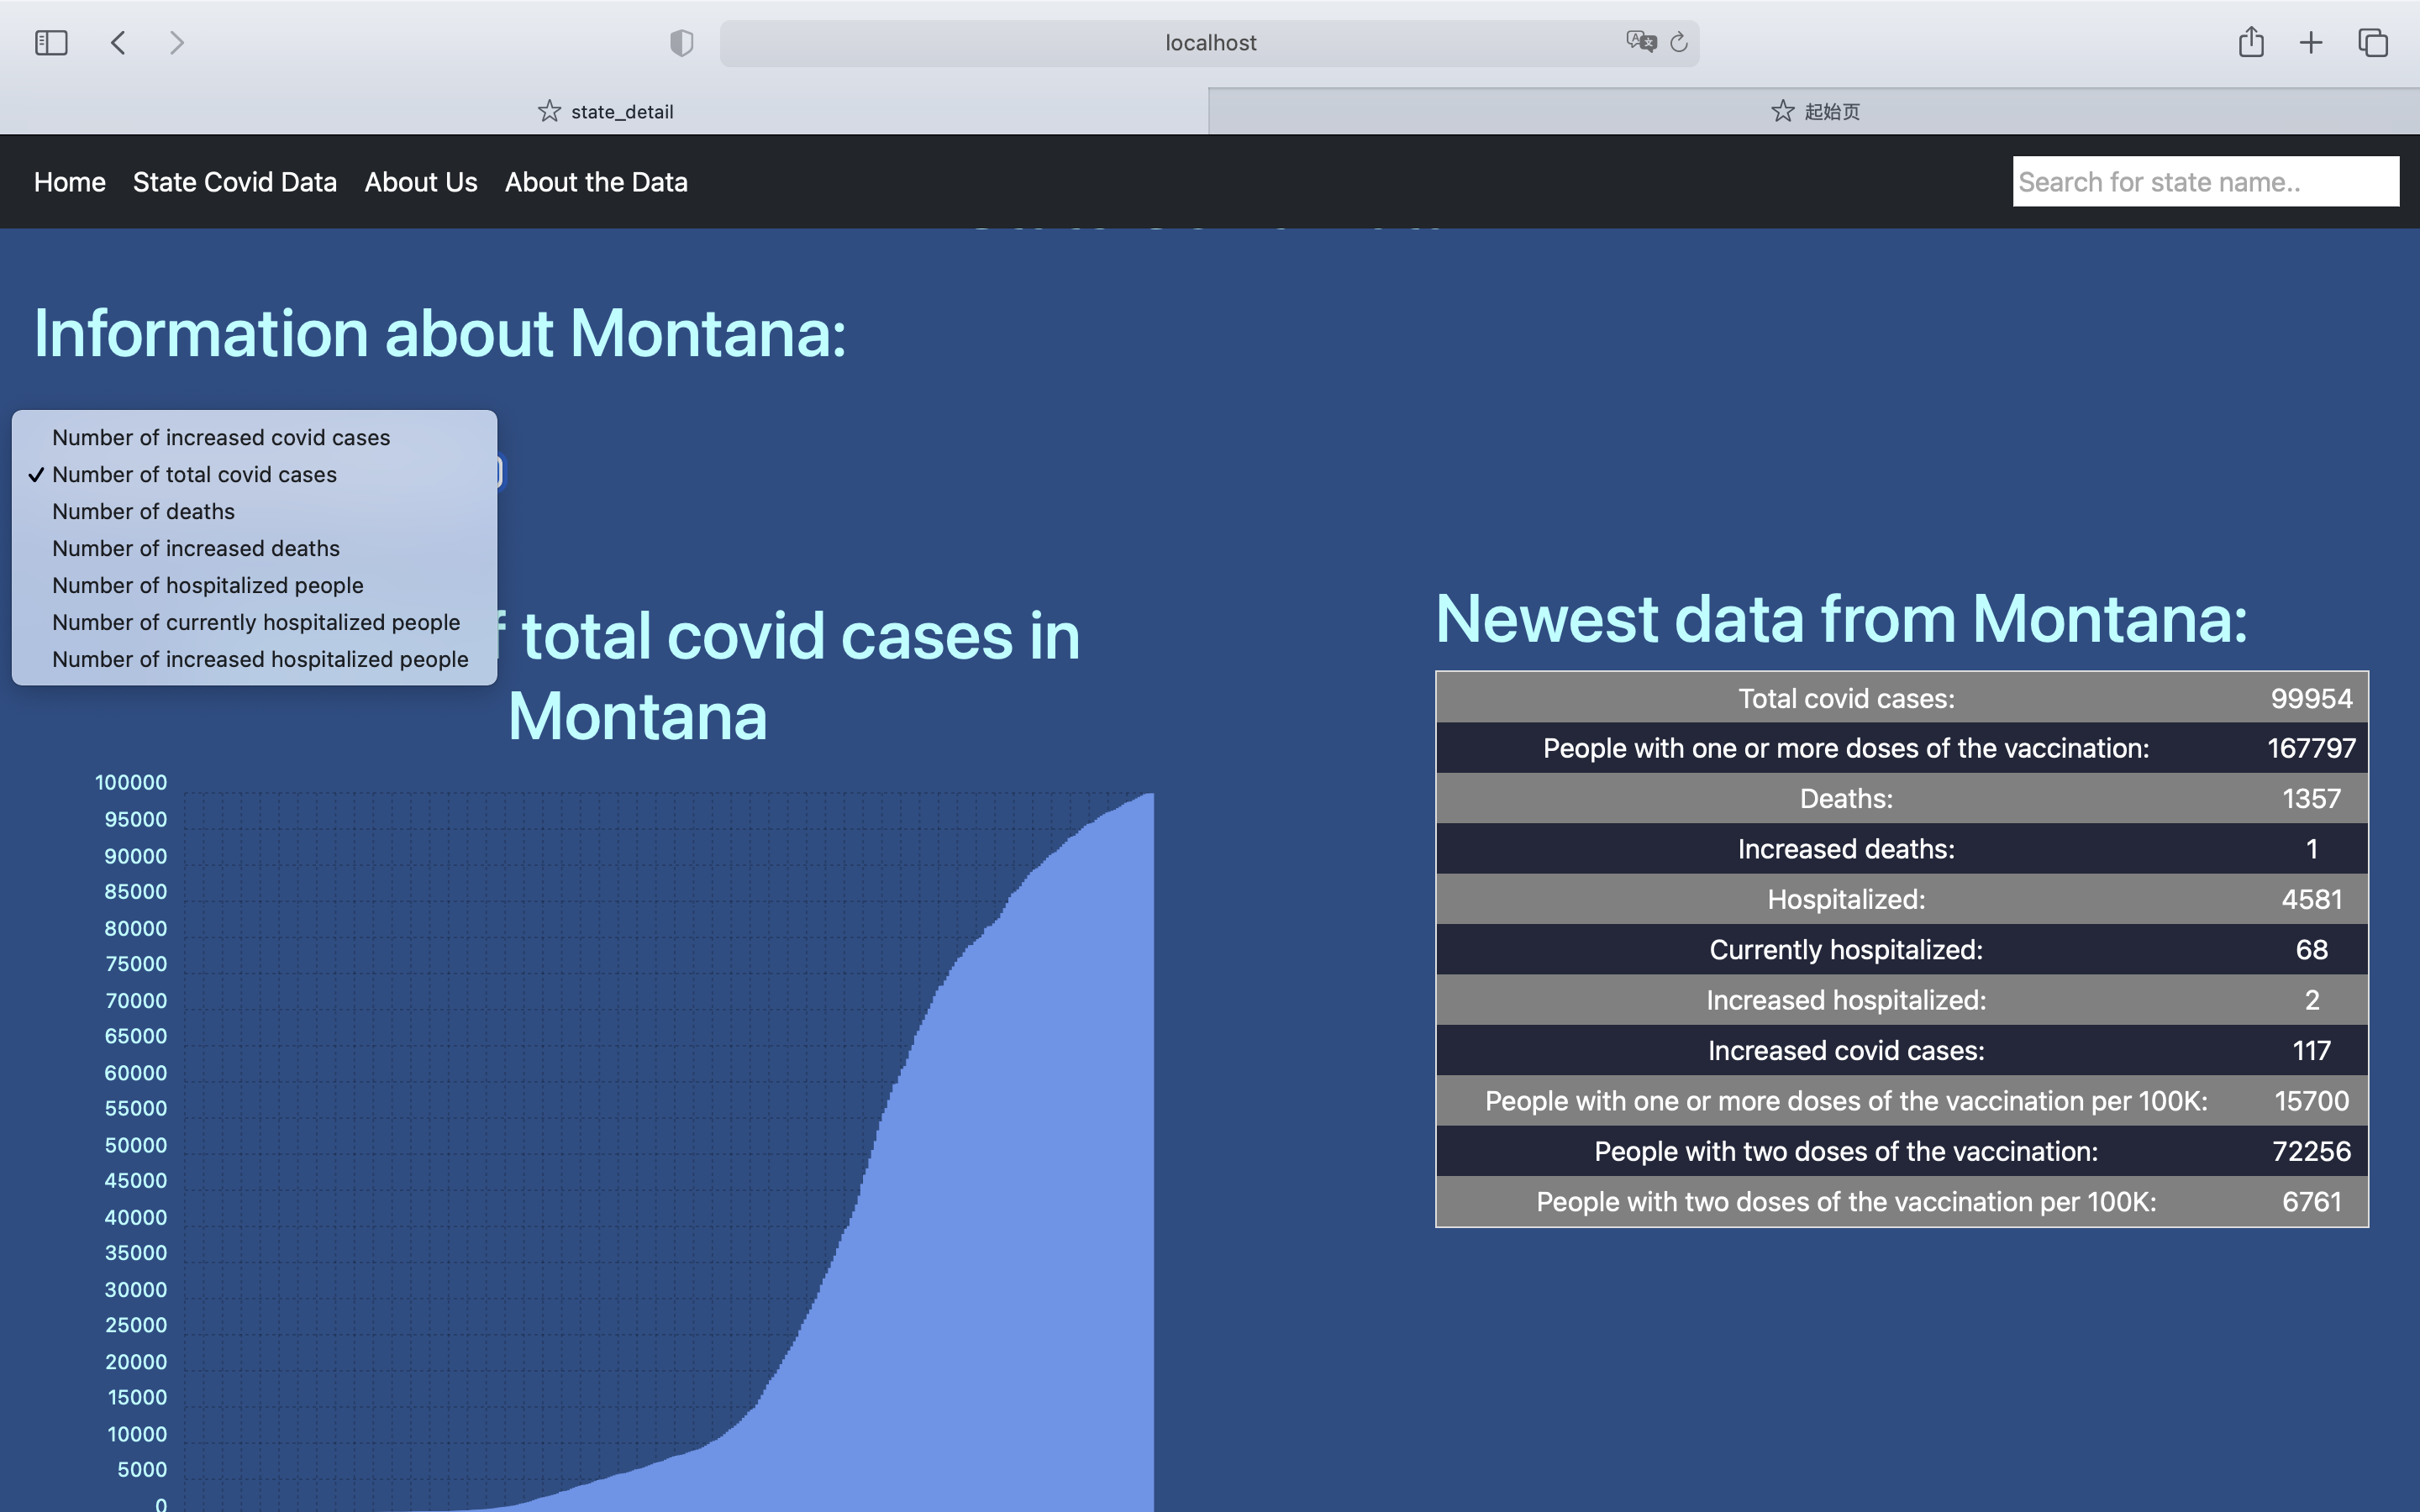 localhost
state_detail
起始页
Home State Covid Data About Us About the Data
Search for state name..
Information about Montana:
Number of increased covid cases
Number of total covid cases
Number of deaths
Number of increased deaths
Number of hospitalized people
Number of currently hospitalized people
Number of increased hospitalized people
total covid cases in
Montana
100000
95000
90000
85000
80000
75000
70000
65000
60000
55000
50000
45000
40000
35000
30000
25000
20000
15000
10000
5000
0
Newest data from Montana:
Total covid cases: 99954
People with one or more doses of the vaccination: 167797
Deaths: 1357
Increased deaths: 1
Hospitalized: 4581
Currently hospitalized: 68
Increased hospitalized: 2
Increased covid cases: 117
People with one or more doses of the vaccination per 100K: 15700
People with two doses of the vaccination: 72256
People with two doses of the vaccination per 100K: 6761